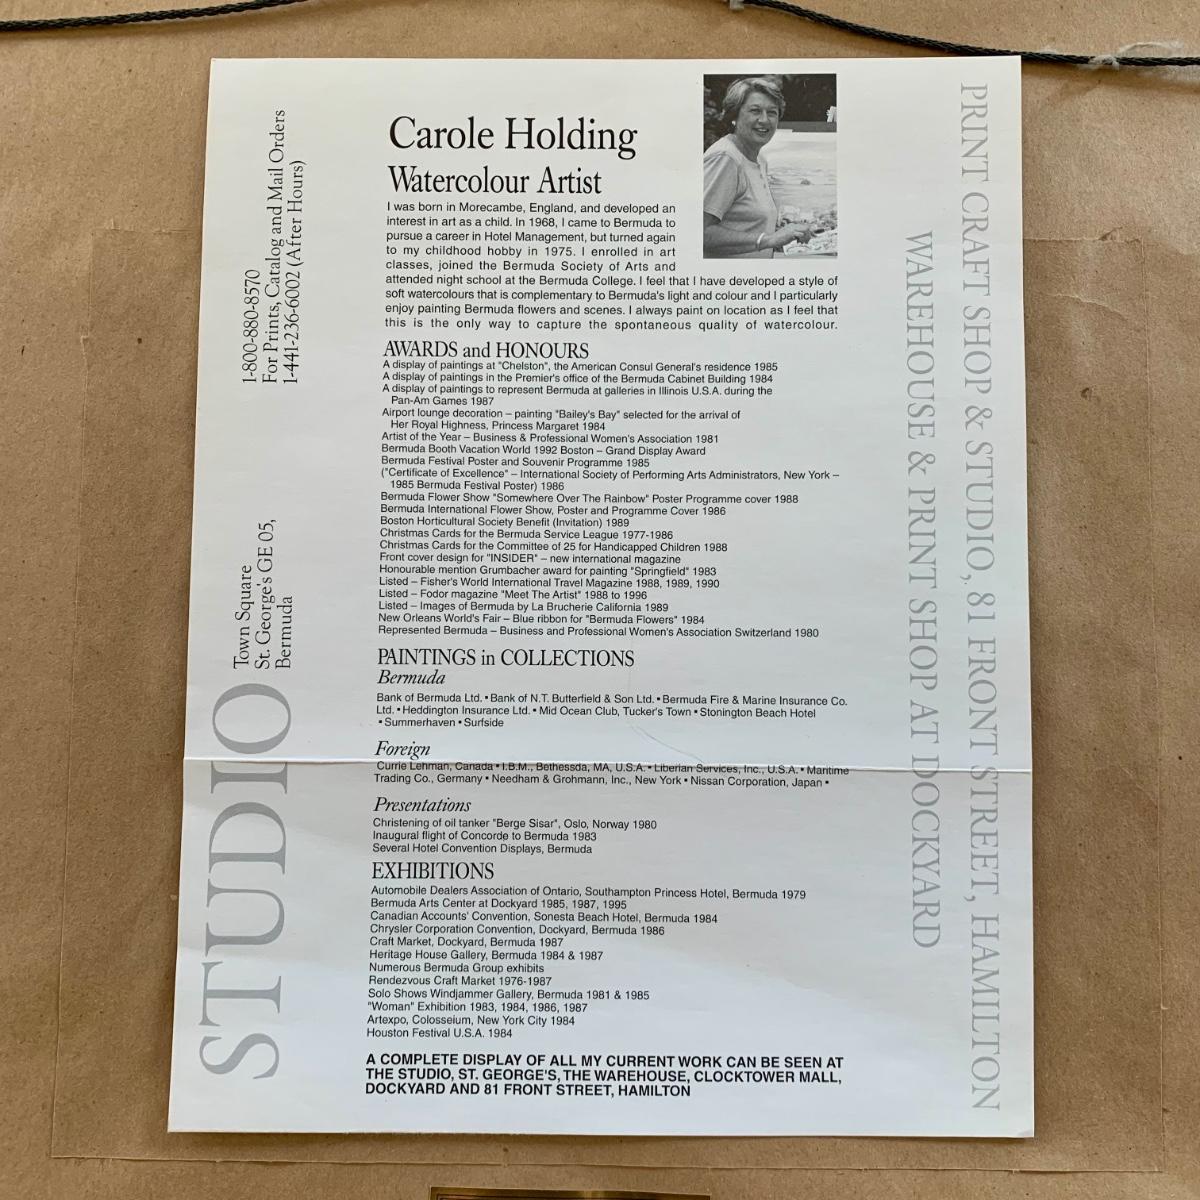 Carole Holding
Watercolour Artist
I was born in Morecambe, England, and developed an
interest in art as a child. In 1968, I came to Bermuda to
pursue a career in Hotel Management, but turned again
to my childhood hobby in 1975. I enrolled in art
classes, joined the Bermuda Society of Arts and
attended night school at the Bermuda College. I feel that I have developed a style of
soft watercolours that is complementary to Bermuda's light and colour and I particularly
enjoy painting Bermuda flowers and scenes. I always paint on location as I feel that
this is the only way to capture the spontaneous quality of watercolour.
AWARDS and HONOURS
A display of paintings at "Chelston", the American Consul General's residence 1985
A display of paintings in the Premier's office of the Bermuda Cabinet Building 1984
A display of paintings to represent Bermuda at galleries in Illinois U.S.A. during the
Pan-Am Games 1987
Airport lounge decoration – painting "Bailey's Bay" selected for the arrival of
Her Royal Highness, Princess Margaret 1984
Artist of the Year – Business & Professional Women's Association 1981
Bermuda Booth Vacation World 1992 Boston – Grand Display Award
Bermuda Festival Poster and Souvenir Programme 1985
("Certificate of Excellence" – International Society of Performing Arts Administrators, New York –
1985 Bermuda Festival Poster) 1986
Bermuda Flower Show "Somewhere Over The Rainbow" Poster Programme cover 1988
Bermuda International Flower Show, Poster and Programme Cover 1986
Boston Horticultural Society Benefit (Invitation) 1989
Christmas Cards for the Bermuda Service League 1977-1986
Christmas Cards for the Committee of 25 for Handicapped Children 1988
Front cover design for "INSIDER" – new international magazine
Honourable mention Grumbacher award for painting "Springfield" 1983
Listed – Fisher's World International Travel Magazine 1988, 1989, 1990
Listed – Fodor magazine "Meet The Artist" 1988 to 1996
Listed – Images of Bermuda by La Brucherie California 1989
New Orleans World's Fair – Blue ribbon for "Bermuda Flowers" 1984
Represented Bermuda – Business and Professional Women's Association Switzerland 1980
PAINTINGS in COLLECTIONS
Bermuda
Bank of Bermuda Ltd. • Bank of N.T. Butterfield & Son Ltd. • Bermuda Fire & Marine Insurance Co.
Ltd. • Heddington Insurance Ltd. • Mid Ocean Club, Tucker's Town • Stonington Beach Hotel
• Summerhaven • Surfside
Foreign
Currie Lehman, Canada • I.B.M., Bethessda, MA, U.S.A. • Liberian Services, Inc., U.S.A. • Maritime
Trading Co., Germany • Needham & Grohmann, Inc., New York • Nissan Corporation, Japan •
Presentations
Christening of oil tanker "Berge Sisar", Oslo, Norway 1980
Inaugural flight of Concorde to Bermuda 1983
Several Hotel Convention Displays, Bermuda
EXHIBITIONS
Automobile Dealers Association of Ontario, Southampton Princess Hotel, Bermuda 1979
Bermuda Arts Center at Dockyard 1985, 1987, 1995
Canadian Accounts' Convention, Sonesta Beach Hotel, Bermuda 1984
Chrysler Corporation Convention, Dockyard, Bermuda 1986
Craft Market, Dockyard, Bermuda 1987
Heritage House Gallery, Bermuda 1984 & 1987
Numerous Bermuda Group exhibits
Rendezvous Craft Market 1976-1987
Solo Shows Windjammer Gallery, Bermuda 1981 & 1985
"Woman" Exhibition 1983, 1984, 1986, 1987
Artexpo, Colosseium, New York City 1984
Houston Festival U.S.A. 1984
A COMPLETE DISPLAY OF ALL MY CURRENT WORK CAN BE SEEN AT
THE STUDIO, ST. GEORGE'S, THE WAREHOUSE, CLOCKTOWER MALL,
DOCKYARD AND 81 FRONT STREET, HAMILTON
STUDIO
Town Square
St. George's GE 05,
Bermuda
1-800-880-8570
For Prints, Catalog and Mail Orders
1-441-236-6002 (After Hours)
PRINT CRAFT SHOP & STUDIO, 81 FRONT STREET, HAMILTON
WAREHOUSE & PRINT SHOP AT DOCKYARD